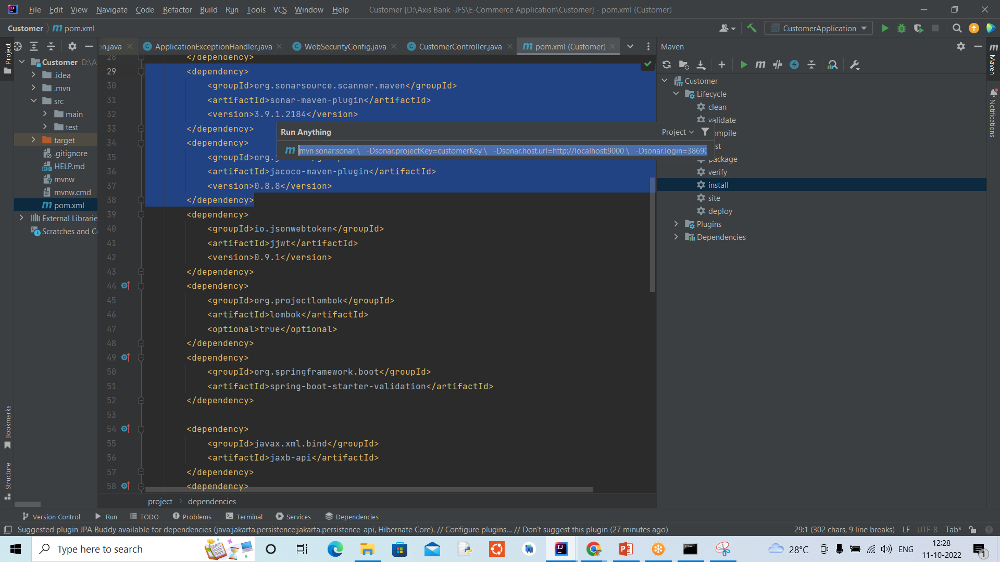 File Edit View Navigate Code Refactor Build Run Tools VCS Window Help Customer [D:\Axis Bank -JFS\E-Commerce Application\Customer] - pom.xml (Customer)
Customer pom.xml CustomerApplication
Project n.java ApplicationExceptionHandler.java WebSecurityConfig.java CustomerController.java pom.xml (Customer) Maven
Customer D:\A
.idea
.mvn
src
main
test
target
.gitignore
HELP.md
mvnw
mvnw.cmd
pom.xml
External Librarie
Scratches and C
28 </dependency>
29 <dependency>
30 <groupId>org.sonarsource.scanner.maven</groupId>
31 <artifactId>sonar-maven-plugin</artifactId>
32 <version>3.9.1.2184</version>
33 </dependency>
34 <dependency>
35 <groupId>org.
36 <artifactId>jacoco-maven-plugin</artifactId>
37 <version>0.8.8</version>
38 </dependency>
39 <dependency>
40 <groupId>io.jsonwebtoken</groupId>
41 <artifactId>jjwt</artifactId>
42 <version>0.9.1</version>
43 </dependency>
44 <dependency>
45 <groupId>org.projectlombok</groupId>
46 <artifactId>lombok</artifactId>
47 <optional>true</optional>
48 </dependency>
49 <dependency>
50 <groupId>org.springframework.boot</groupId>
51 <artifactId>spring-boot-starter-validation</artifactId>
52 </dependency>
53
54 <dependency>
55 <groupId>javax.xml.bind</groupId>
56 <artifactId>jaxb-api</artifactId>
57 </dependency>
58 <dependency>
Run Anything Project
mvn sonar:sonar \ -Dsonar.projectKey=customerKey \ -Dsonar.host.url=http://localhost:9000 \ -Dsonar.login=38690
Customer
Lifecycle
clean
validate
ompile
st
package
verify
install
site
deploy
Plugins
Dependencies
Maven
Notifications
Bookmarks
Structure
project dependencies
Version Control Run TODO Problems Terminal Services Dependencies
Suggested plugin JPA Buddy available for dependencies (java:jakarta.persistence:jakarta.persistence-api, Hibernate Core). // Configure plugins... // Don't suggest this plugin (27 minutes ago) 29:1 (302 chars, 9 line breaks) LF UTF-8 Tab*
Type here to search 28°C ENG 12:28
11-10-2022 1